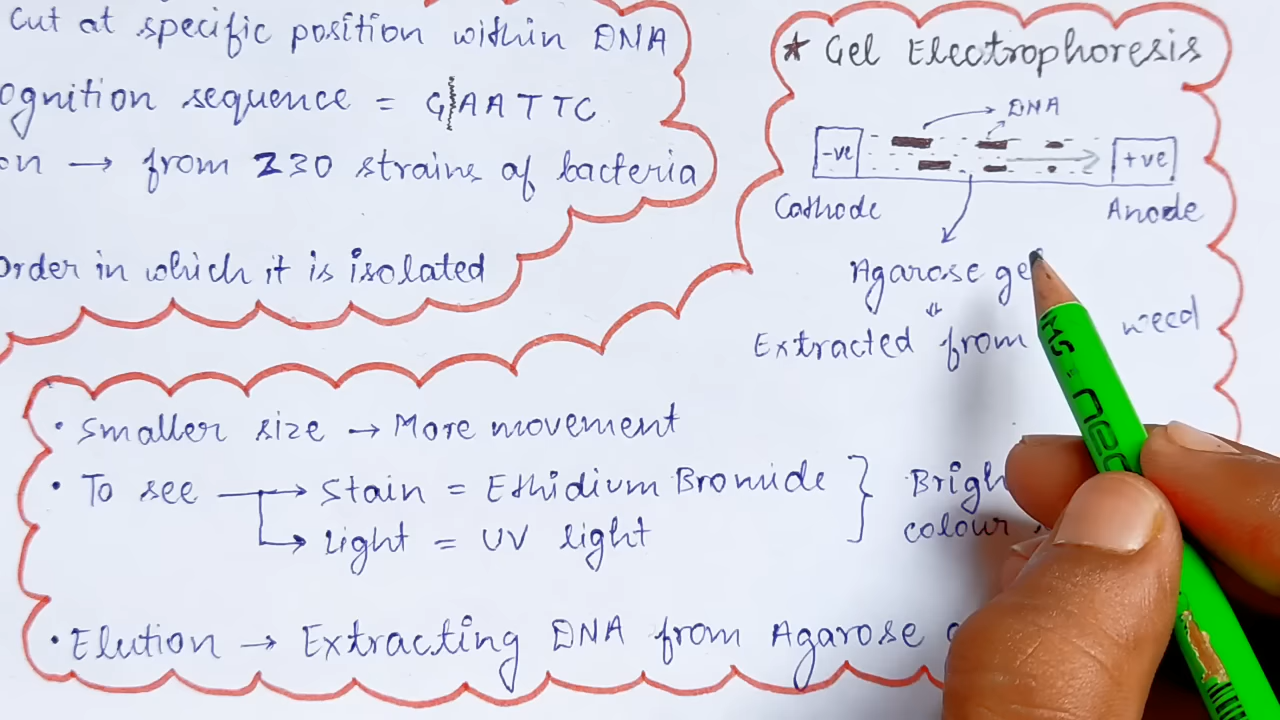 Cut at specific position within DNA
ognition sequence = G AATTC
on → from 230 strains of bacteria
Order in which it is isolated
* Gel Electrophoresis
→ DNA
-ve
+ve
Cathode
Anode
Agarose ge
Extracted from weed
• Smaller size → More movement
• To see → Stain = Ethidium Bromide } Brigh
→ Light = UV light colour
• Elution → Extracting DNA from Agarose